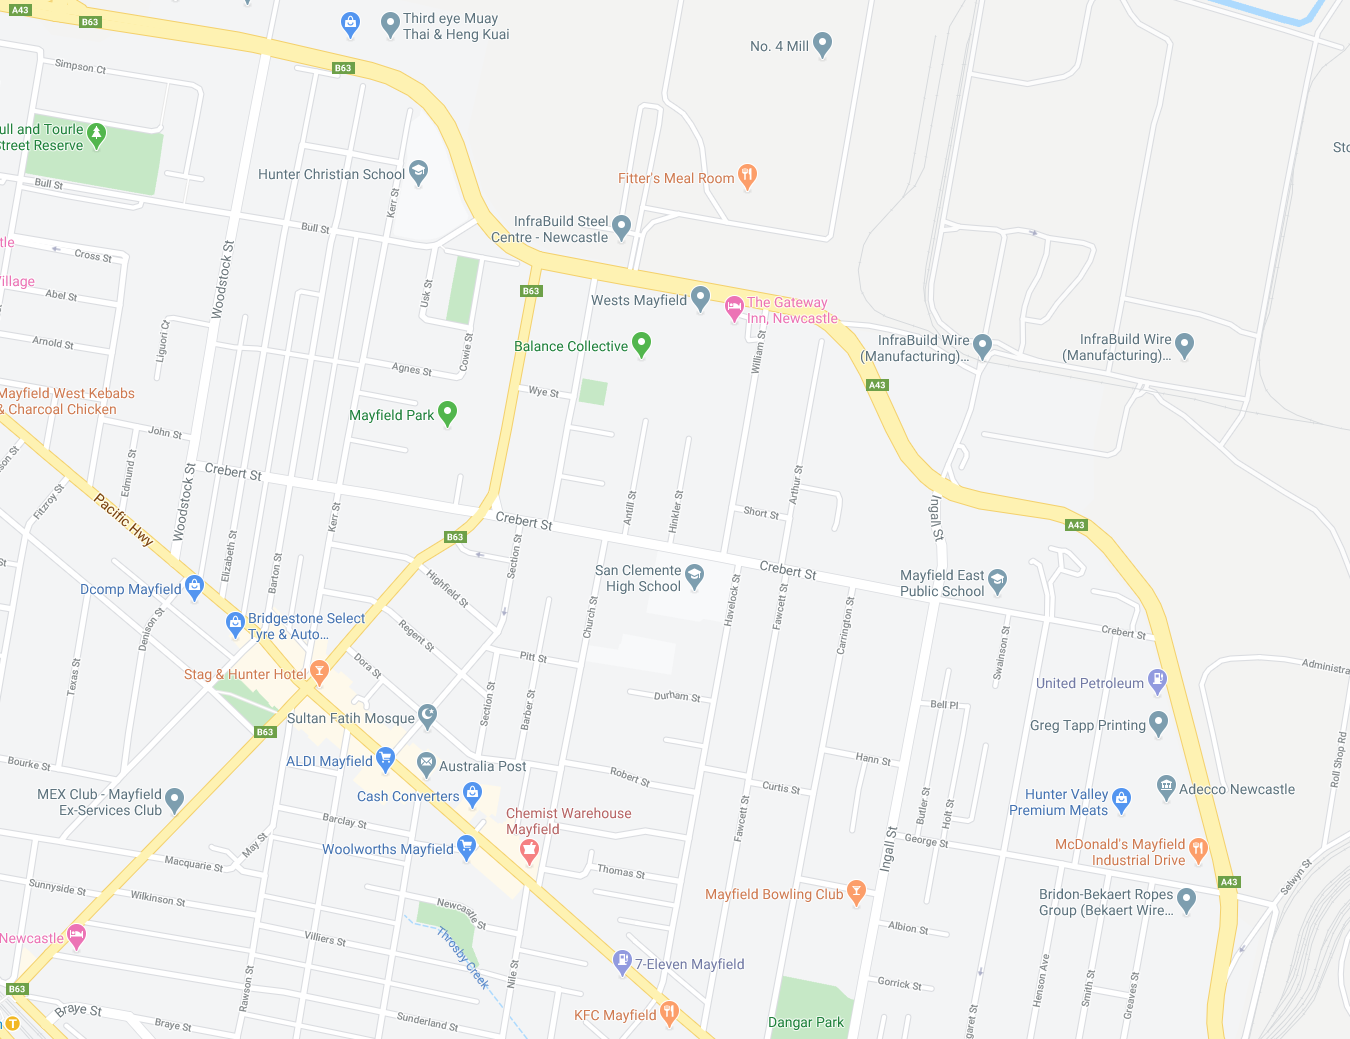 A43
B63
Third eye Muay
Thai & Heng Kuai
No. 4 Mill
B63
Simpson Ct
ull and Tourle
Street Reserve
Hunter Christian School
Fitter's Meal Room
Bull St
Kerr St
InfraBuild Steel
Centre - Newcastle
Bull St
tle
Cross St
Woodstock St
illage
Abel St
Usk St
B63
Wests Mayfield
The Gateway
Inn, Newcastle
Arnold St
Liguori Ct
Cowie St
Balance Collective
William St
InfraBuild Wire
(Manufacturing)...
InfraBuild Wire
(Manufacturing)...
Agnes St
A43
Mayfield West Kebabs
& Charcoal Chicken
Wye St
Mayfield Park
John St
Edmund St
Crebert St
Woodstock St
Fitzroy St
Pacific Hwy
Kerr St
Antill St
Hinkler St
Arthur St
Short St
Ingall St
A43
Crebert St
B63
Section St
Elizabeth St
Barton St
Highfield St
Crebert St
San Clemente
High School
Mayfield East
Public School
Dcomp Mayfield
Havelock St
Fawcett St
Carrington St
Church St
Bridgestone Select
Tyre & Auto...
Denison St
Regent St
Crebert St
Swainson St
Stag & Hunter Hotel
Dora St
Pitt St
Texas St
Administra
United Petroleum
Section St
Barber St
Durham St
Bell Pl
Sultan Fatih Mosque
Greg Tapp Printing
B63
ALDI Mayfield
Australia Post
Hann St
Roll Shop Rd
Bourke St
Robert St
Curtis St
MEX Club - Mayfield
Ex-Services Club
Cash Converters
Hunter Valley
Premium Meats
Adecco Newcastle
Butler St
Holt St
Barclay St
Chemist Warehouse
Mayfield
Fawcett St
May St
Woolworths Mayfield
George St
Ingall St
McDonald's Mayfield
Industrial Drive
Macquarie St
Thomas St
A43
Selwyn St
Sunnyside St
Wilkinson St
Mayfield Bowling Club
Bridon-Bekaert Ropes
Group (Bekaert Wire...
Newcastle St
Albion St
Newcastle
Villiers St
Throsby Creek
7-Eleven Mayfield
Nile St
Rawson St
Gorrick St
Henson Ave
Smith St
Greaves St
B63
Braye St
Braye St
Sunderland St
KFC Mayfield
Dangar Park
garet St